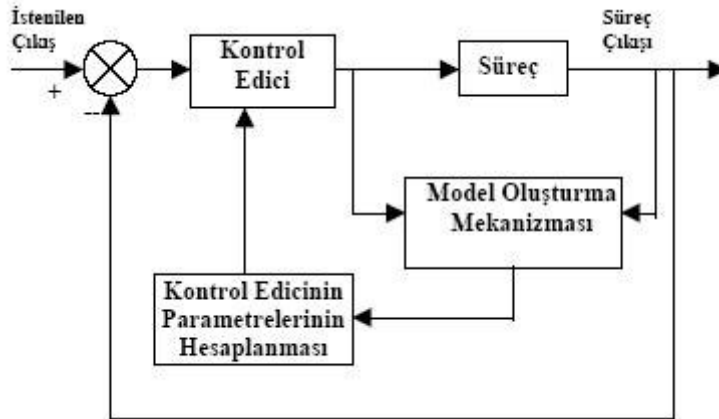 İstenilen
Çıkış
+
--
Kontrol
Edici
Süreç
Süreç
Çıkışı
Model Oluşturma
Mekanizması
Kontrol Edicinin
Parametrelerinin
Hesaplanması